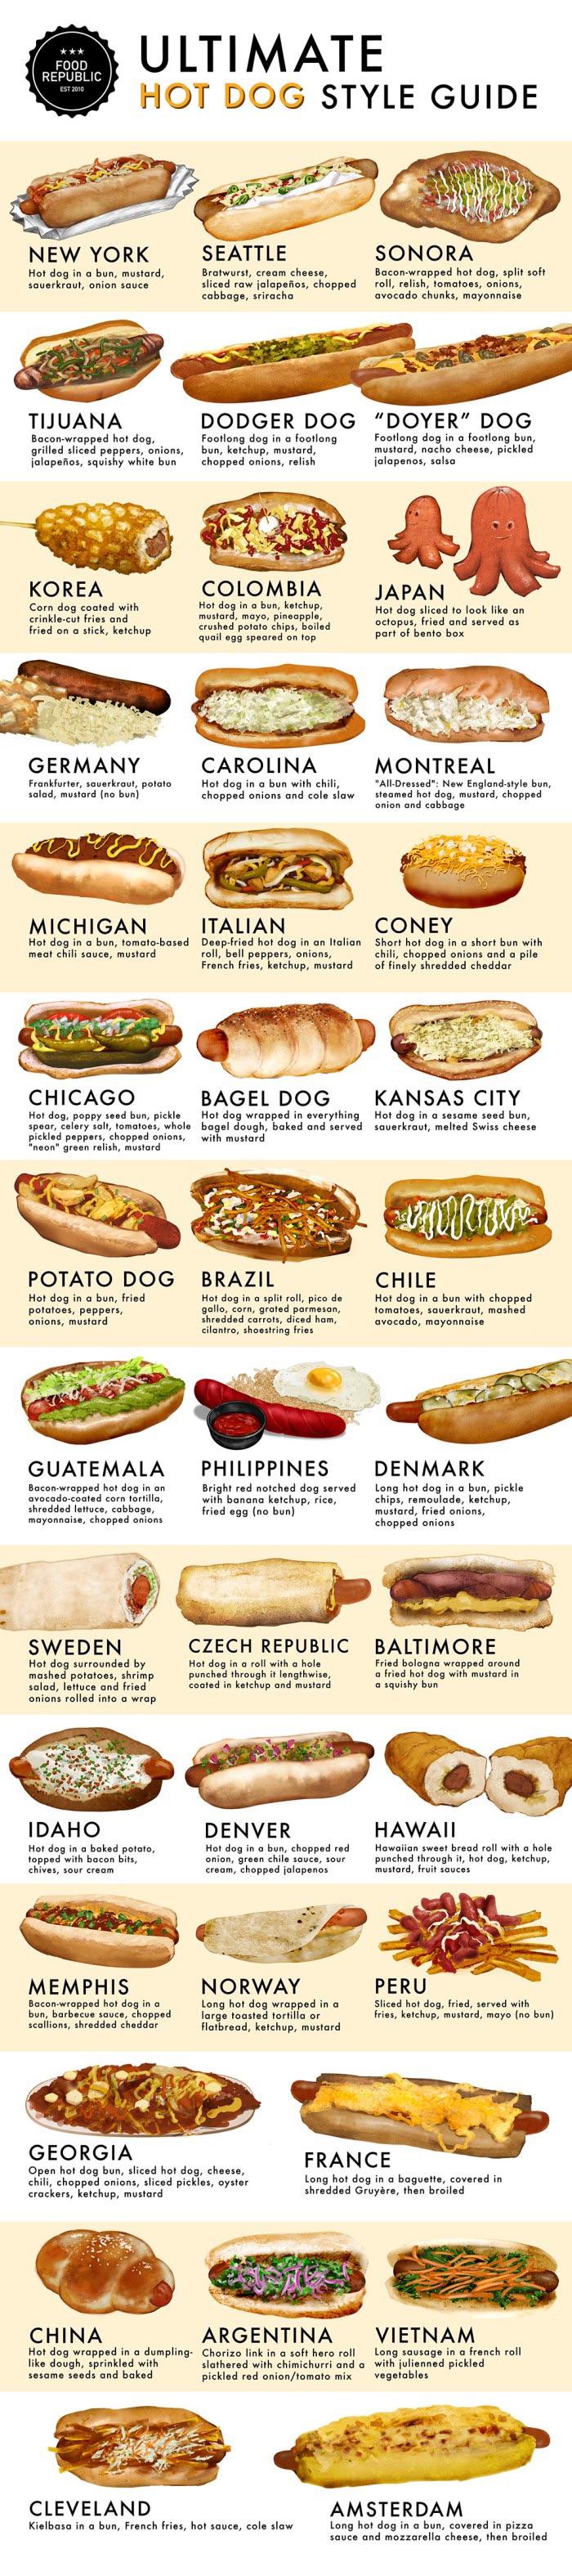 ★★★
FOOD
REPUBLIC
EST 2010
ULTIMATE
HOT DOG STYLE GUIDE
NEW YORK
Hot dog in a bun, mustard,
sauerkraut, onion sauce
SEATTLE
Bratwurst, cream cheese,
sliced raw jalapeños, chopped
cabbage, sriracha
SONORA
Bacon-wrapped hot dog, split soft
roll, relish, tomatoes, onions,
avocado chunks, mayonnaise
TIJUANA
Bacon-wrapped hot dog,
grilled sliced peppers, onions,
jalapeños, squishy white bun
DODGER DOG
Footlong dog in a footlong
bun, ketchup, mustard,
chopped onions, relish
“DOYER” DOG
Footlong dog in a footlong bun,
mustard, nacho cheese, pickled
jalapenos, salsa
KOREA
Corn dog coated with
crinkle-cut fries and
fried on a stick, ketchup
COLOMBIA
Hot dog in a bun, ketchup,
mustard, mayo, pineapple,
crushed potato chips, boiled
quail egg speared on top
JAPAN
Hot dog sliced to look like an
octopus, fried and served as
part of bento box
GERMANY
Frankfurter, sauerkraut, potato
salad, mustard (no bun)
CAROLINA
Hot dog in a bun with chili,
chopped onions and cole slaw
MONTREAL
"All-Dressed": New England-style bun,
steamed hot dog, mustard, chopped
onion and cabbage
MICHIGAN
Hot dog in a bun, tomato-based
meat chili sauce, mustard
ITALIAN
Deep-fried hot dog in an Italian
roll, bell peppers, onions,
French fries, ketchup, mustard
CONEY
Short hot dog in a short bun with
chili, chopped onions and a pile
of finely shredded cheddar
CHICAGO
Hot dog, poppy seed bun, pickle
spear, celery salt, tomatoes, whole
pickled peppers, chopped onions,
"neon" green relish, mustard
BAGEL DOG
Hot dog wrapped in everything
bagel dough, baked and served
with mustard
KANSAS CITY
Hot dog in a sesame seed bun,
sauerkraut, melted Swiss cheese
POTATO DOG
Hot dog in a bun, fried
potatoes, peppers,
onions, mustard
BRAZIL
Hot dog in a split roll, pico de
gallo, corn, grated parmesan,
shredded carrots, diced ham,
cilantro, shoestring fries
CHILE
Hot dog in a bun with chopped
tomatoes, sauerkraut, mashed
avocado, mayonnaise
GUATEMALA
Bacon-wrapped hot dog in an
avocado-coated corn tortilla,
shredded lettuce, cabbage,
mayonnaise, chopped onions
PHILIPPINES
Bright red notched dog served
with banana ketchup, rice,
fried egg (no bun)
DENMARK
Long hot dog in a bun, pickle
chips, remoulade, ketchup,
mustard, fried onions,
chopped onions
SWEDEN
Hot dog surrounded by
mashed potatoes, shrimp
salad, lettuce and fried
onions rolled into a wrap
CZECH REPUBLIC
Hot dog in a roll with a hole
punched through it lengthwise,
coated in ketchup and mustard
BALTIMORE
Fried bologna wrapped around
a fried hot dog with mustard in
a squishy bun
IDAHO
Hot dog in a baked potato,
topped with bacon bits,
chives, sour cream
DENVER
Hot dog in a bun, chopped red
onion, green chile sauce, sour
cream, chopped jalapenos
HAWAII
Hawaiian sweet bread roll with a hole
punched through it, hot dog, ketchup,
mustard, fruit sauces
MEMPHIS
Bacon-wrapped hot dog in a
bun, barbecue sauce, chopped
scallions, shredded cheddar
NORWAY
Long hot dog wrapped in a
large toasted tortilla or
flatbread, ketchup, mustard
PERU
Sliced hot dog, fried, served with
fries, ketchup, mustard, mayo (no bun)
GEORGIA
Open hot dog bun, sliced hot dog, cheese,
chili, chopped onions, sliced pickles, oyster
crackers, ketchup, mustard
FRANCE
Long hot dog in a baguette, covered in
shredded Gruyère, then broiled
CHINA
Hot dog wrapped in a dumpling-
like dough, sprinkled with
sesame seeds and baked
ARGENTINA
Chorizo link in a soft hero roll
slathered with chimichurri and a
pickled red onion/tomato mix
VIETNAM
Long sausage in a french roll
with julienned pickled
vegetables
CLEVELAND
Kielbasa in a bun, French fries, hot sauce, cole slaw
AMSTERDAM
Long hot dog in a bun, covered in pizza
sauce and mozzarella cheese, then broiled